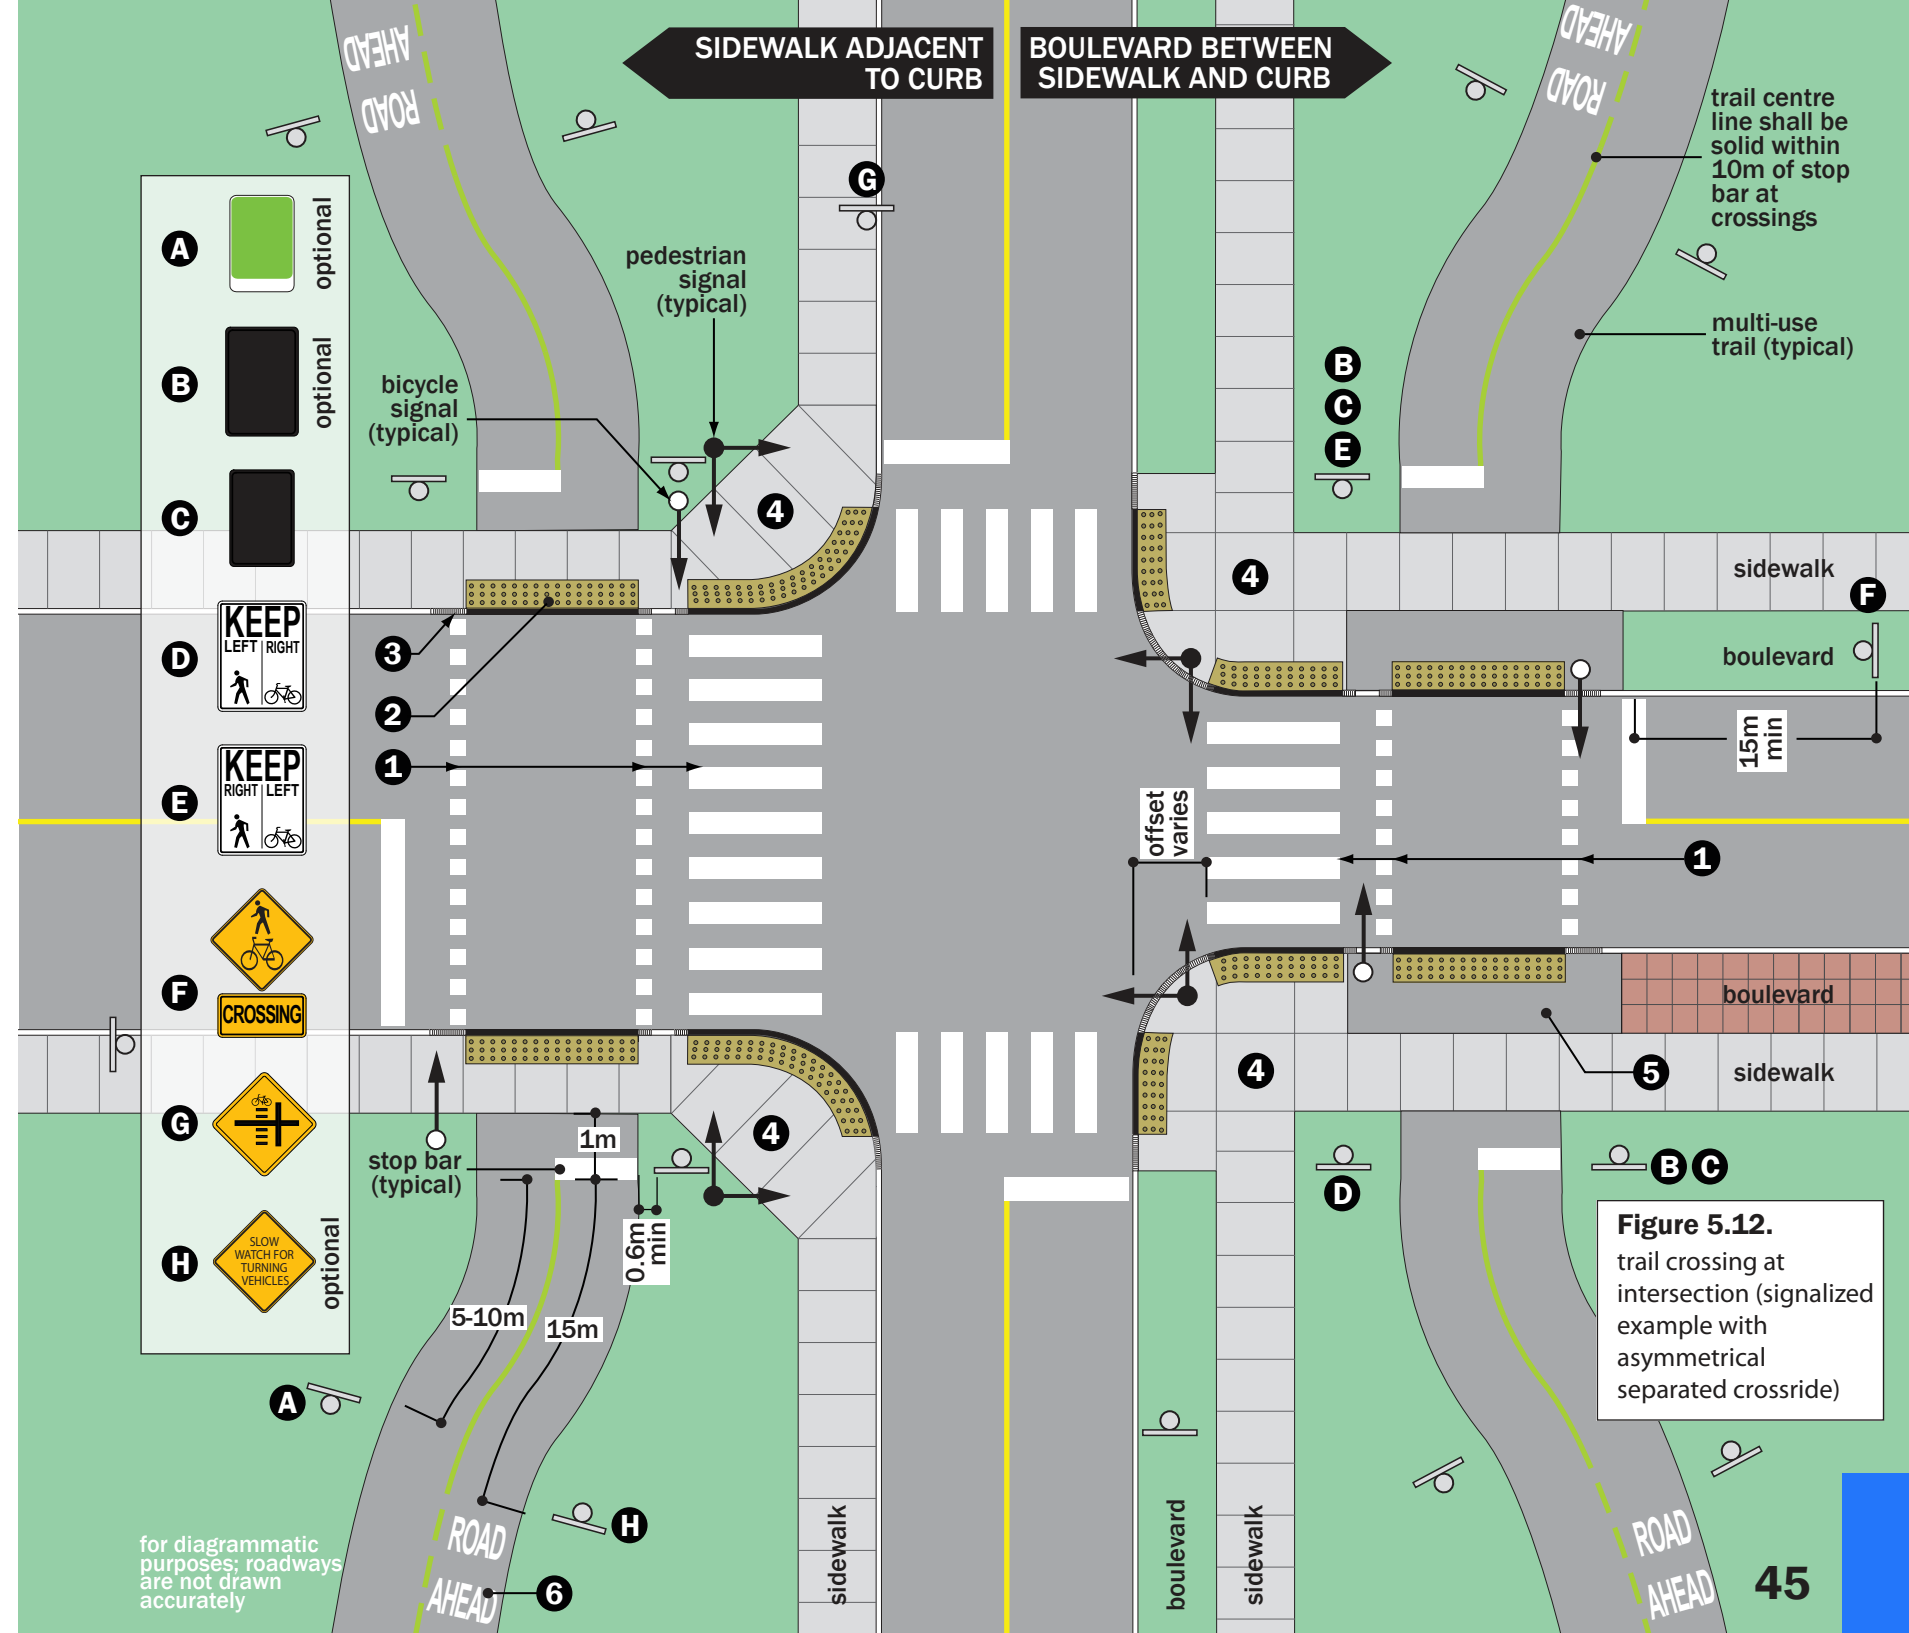 SIDEWALK ADJACENT
TO CURB
BOULEVARD BETWEEN
SIDEWALK AND CURB
ROAD
AHEAD
ROAD
AHEAD
trail centre
line shall be
solid within
10m of stop
bar at
crossings
multi-use
trail (typical)
G
pedestrian
signal
(typical)
bicycle
signal
(typical)
A
optional
B
optional
C
D
KEEP
LEFT RIGHT
E
KEEP
RIGHT LEFT
F
CROSSING
G
H
SLOW
WATCH FOR
TURNING
VEHICLES
optional
B
C
E
4
4
sidewalk
F
boulevard
3
2
1
15m
min
offset
varies
1
boulevard
sidewalk
5
4
4
1m
stop bar
(typical)
0.6m
min
5-10m
15m
D
B C
Figure 5.12.
trail crossing at
intersection (signalized
example with
asymmetrical
separated crossride)
A
H
ROAD
AHEAD
6
sidewalk
boulevard
sidewalk
ROAD
AHEAD
for diagrammatic
purposes; roadways
are not drawn
accurately
45